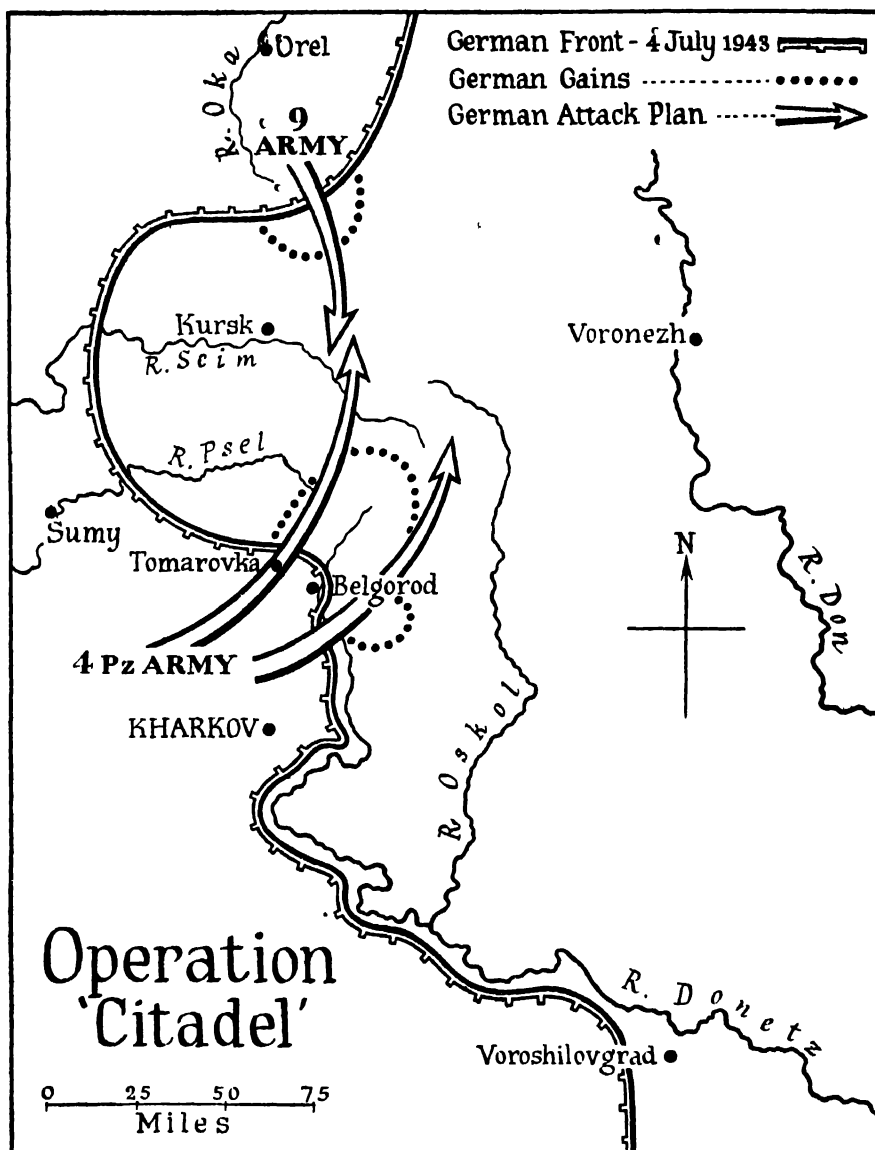 German Front - 4 July 1943
German Gains
German Attack Plan
Orel
R. Oka
9
ARMY
Kursk
R. Scim
Voronezh
R. Psel
Sumy
Tomarovka
Belgorod
N
R. Don
4 Pz ARMY
KHARKOV
R Oskol
Operation
'Citadel'
R. Donetz
Voroshilovgrad
0 25 50 75
Miles